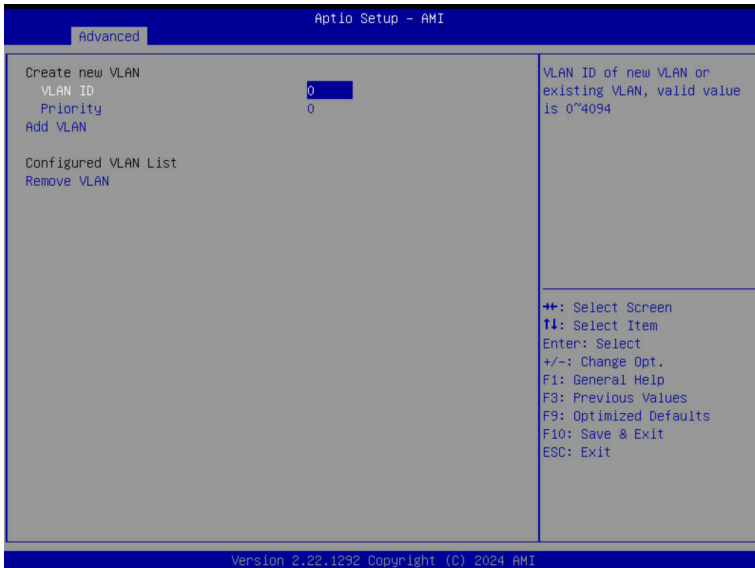 Aptio Setup – AMI
Advanced
Create new VLAN
VLAN ID 0
Priority 0
Add VLAN
Configured VLAN List
Remove VLAN
VLAN ID of new VLAN or
existing VLAN, valid value
is 0~4094
→←: Select Screen
↑↓: Select Item
Enter: Select
+/-: Change Opt.
F1: General Help
F3: Previous Values
F9: Optimized Defaults
F10: Save & Exit
ESC: Exit
Version 2.22.1292 Copyright (C) 2024 AMI